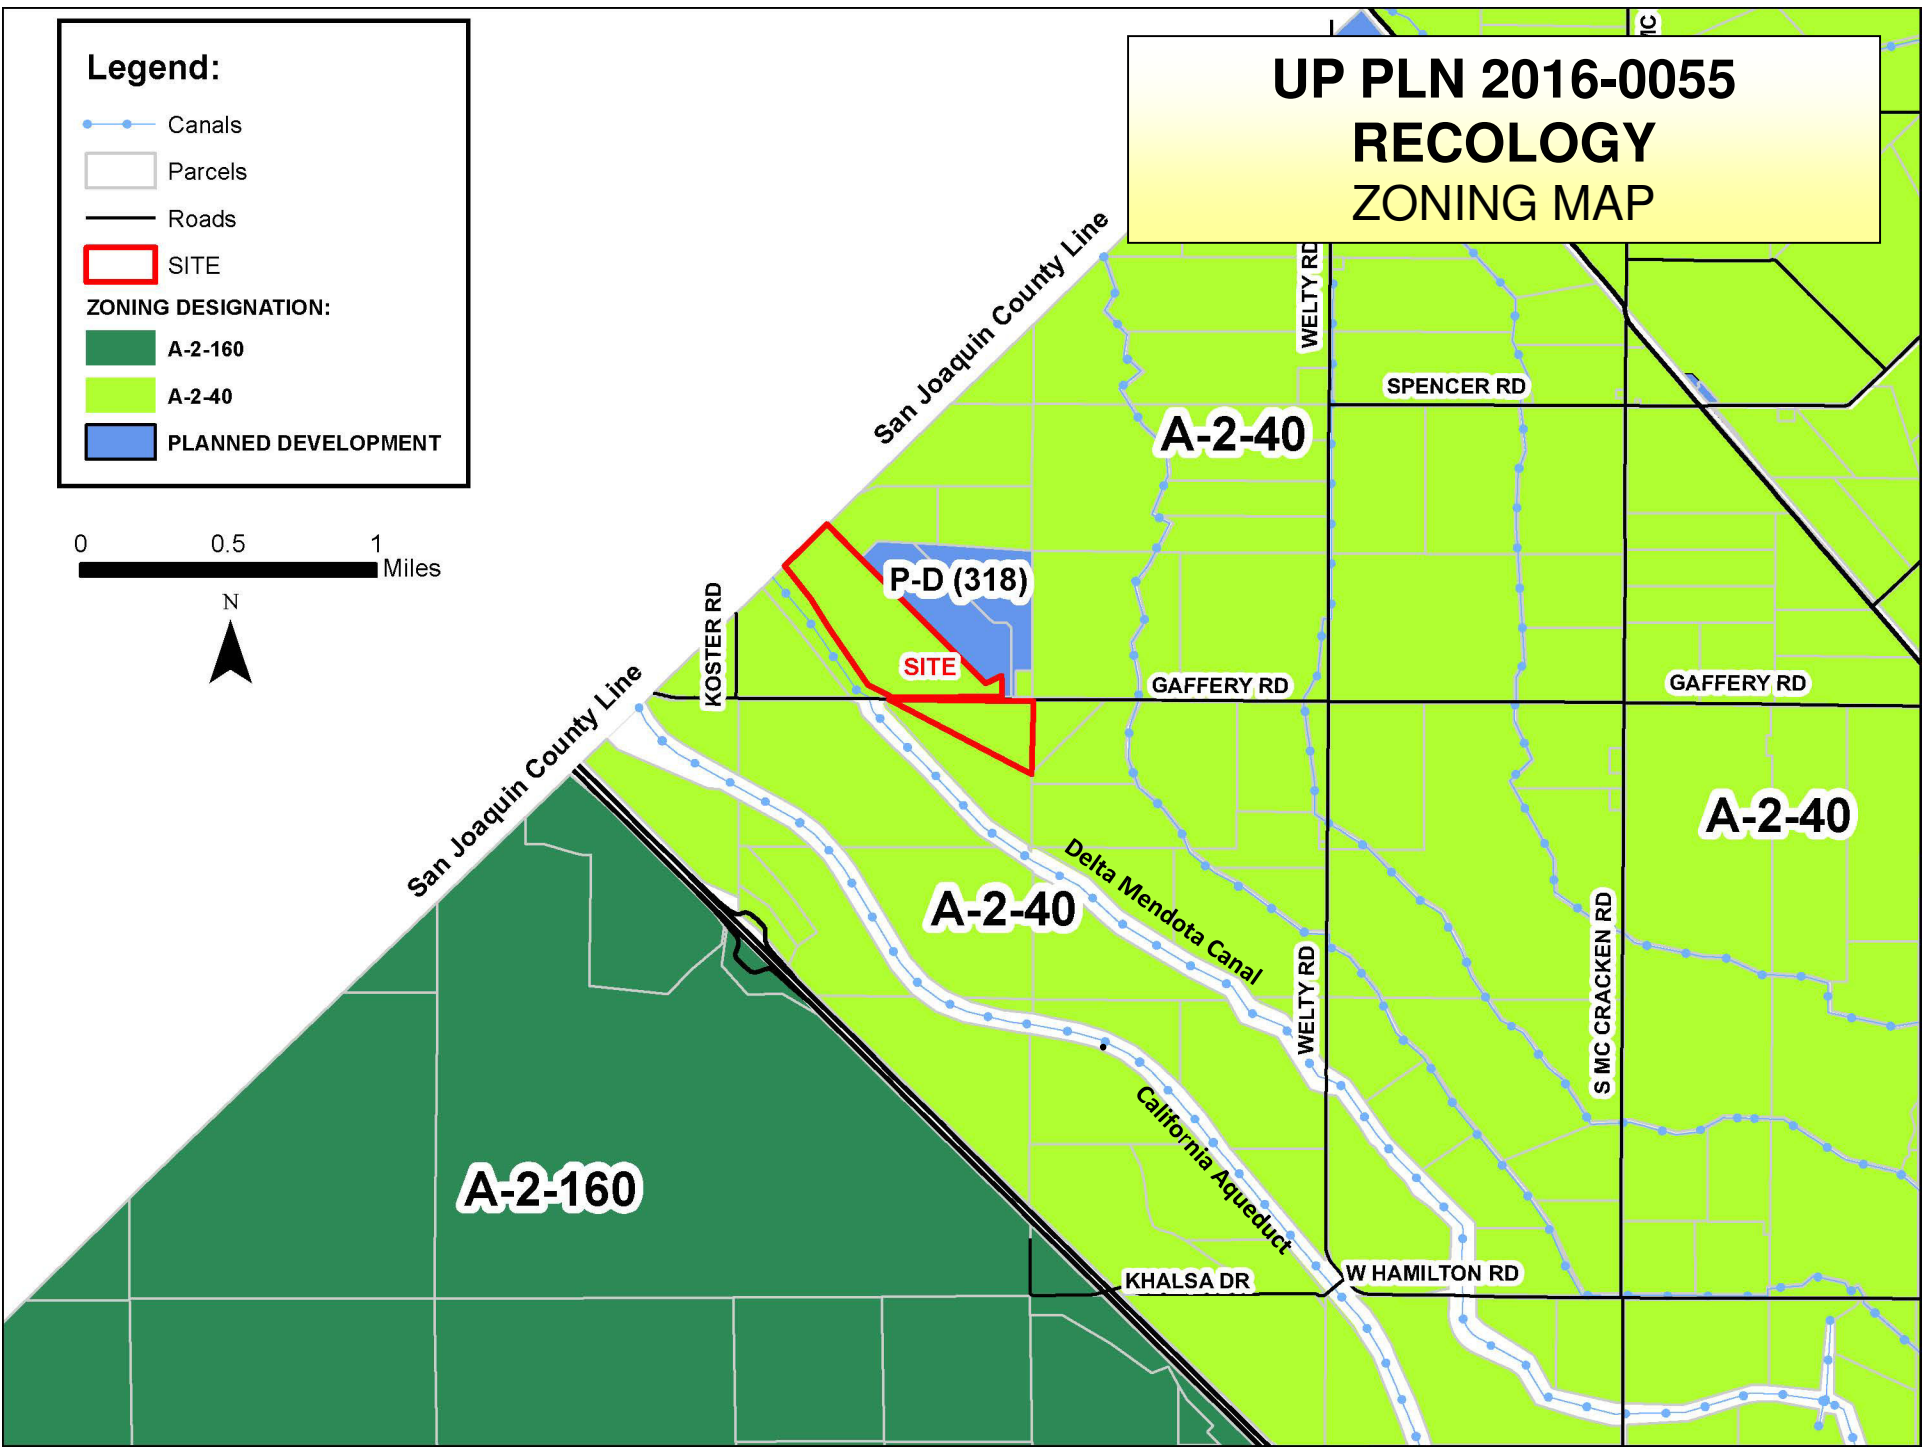 UP PLN 2016-0055
RECOLOGY
ZONING MAP
Legend:
Canals
Parcels
Roads
SITE
ZONING DESIGNATION:
A-2-160
A-2-40
PLANNED DEVELOPMENT
0 0.5 1
Miles
N
MC
San Joaquin County Line
WELTY RD
SPENCER RD
A-2-40
P-D (318)
KOSTER RD
SITE
GAFFERY RD
GAFFERY RD
San Joaquin County Line
A-2-40
Delta Mendota Canal
A-2-40
WELTY RD
S MC CRACKEN RD
California Aqueduct
A-2-160
KHALSA DR
W HAMILTON RD